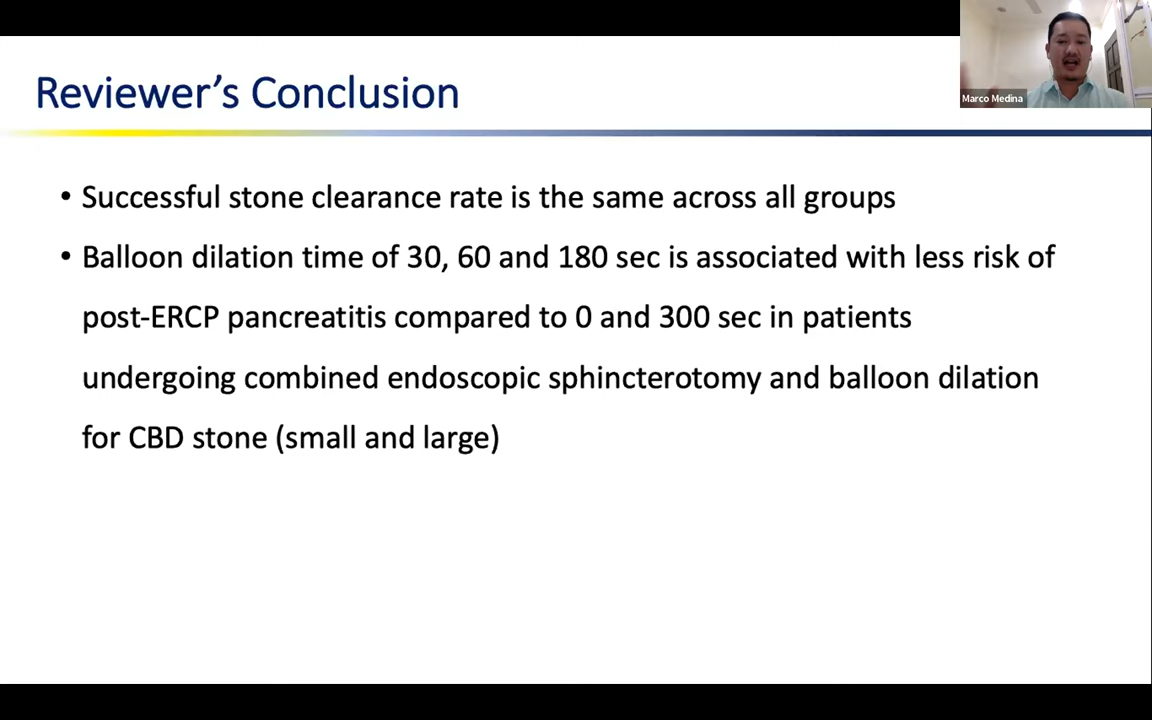 Reviewer's Conclusion
Marco Medina
• Successful stone clearance rate is the same across all groups
• Balloon dilation time of 30, 60 and 180 sec is associated with less risk of
post-ERCP pancreatitis compared to 0 and 300 sec in patients
undergoing combined endoscopic sphincterotomy and balloon dilation
for CBD stone (small and large)